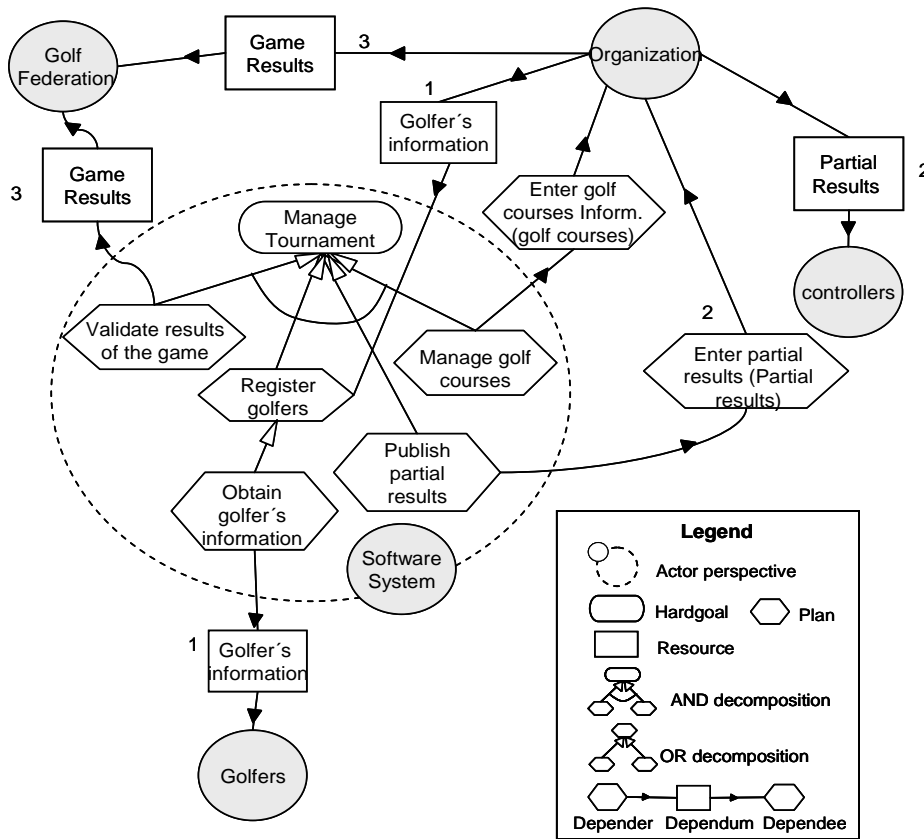 Golf
Federation
Game
Results
3
Organization
1
Golfer´s
information
Game
Results
3
Partial
Results
2
Enter golf
courses Inform.
(golf courses)
Manage
Tournament
controllers
Validate results
of the game
Manage golf
courses
2
Enter partial
results (Partial
results)
Register
golfers
Publish
partial
results
Obtain
golfer´s
information
Software
System
1
Golfer´s
information
Golfers
Legend
Actor perspective
Hardgoal
Plan
Resource
AND decomposition
OR decomposition
Depender Dependum Dependee